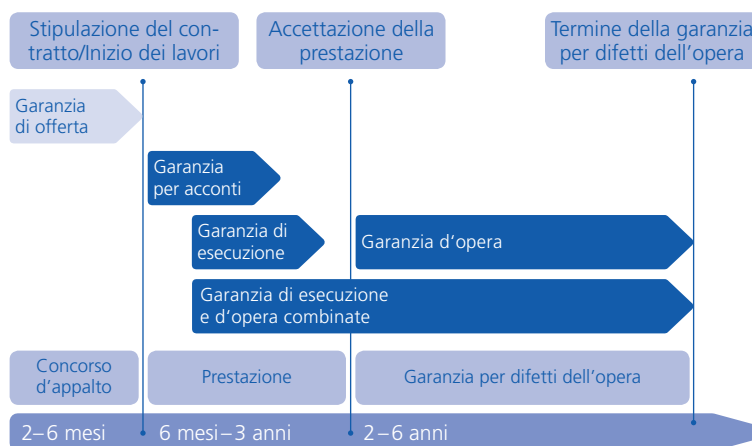 Stipulazione del con-
tratto/Inizio dei lavori
Accettazione della
prestazione
Termine della garanzia
per difetti dell'opera
Garanzia
di offerta
Garanzia
per acconti
Garanzia di
esecuzione
Garanzia d'opera
Garanzia di esecuzione
e d'opera combinate
Concorso
d'appalto
Prestazione
Garanzia per difetti dell'opera
2–6 mesi
6 mesi–3 anni
2–6 anni